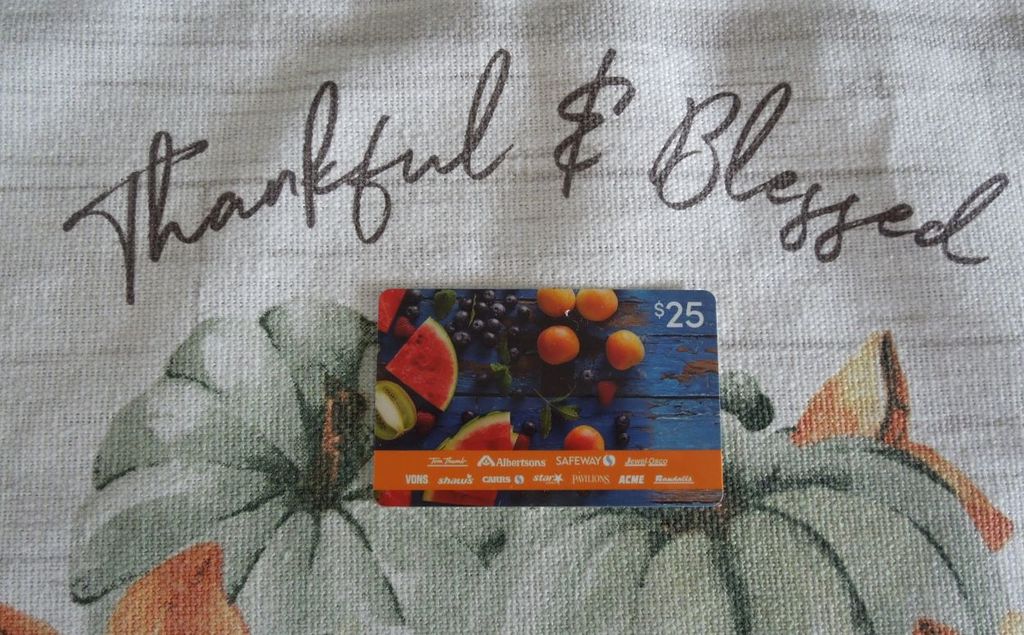 Thankful & Blessed
$25
Tom Thumb Albertsons SAFEWAY Jewel-Osco
VONS shaw's CARRS star PAVILIONS ACME Randalls